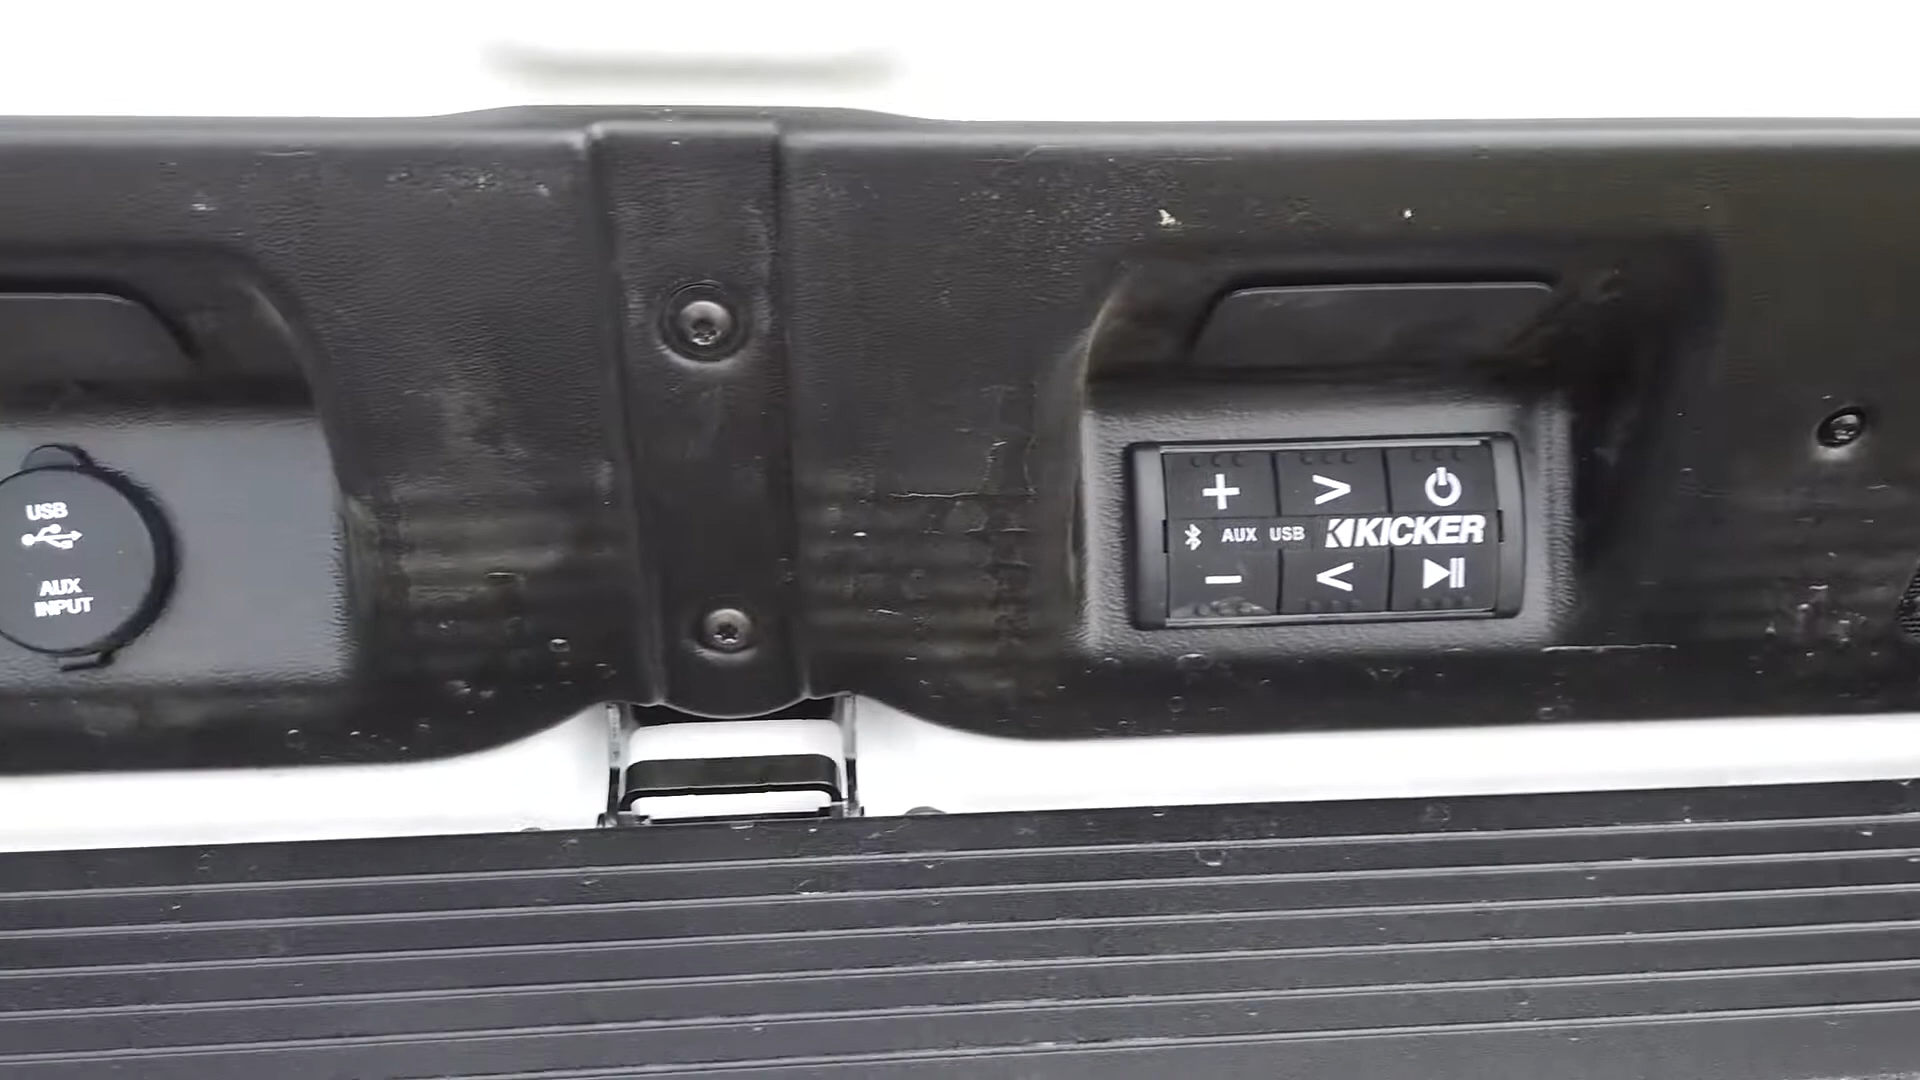 USB
AUX
INPUT
+ >
AUX USB KICKER
- <